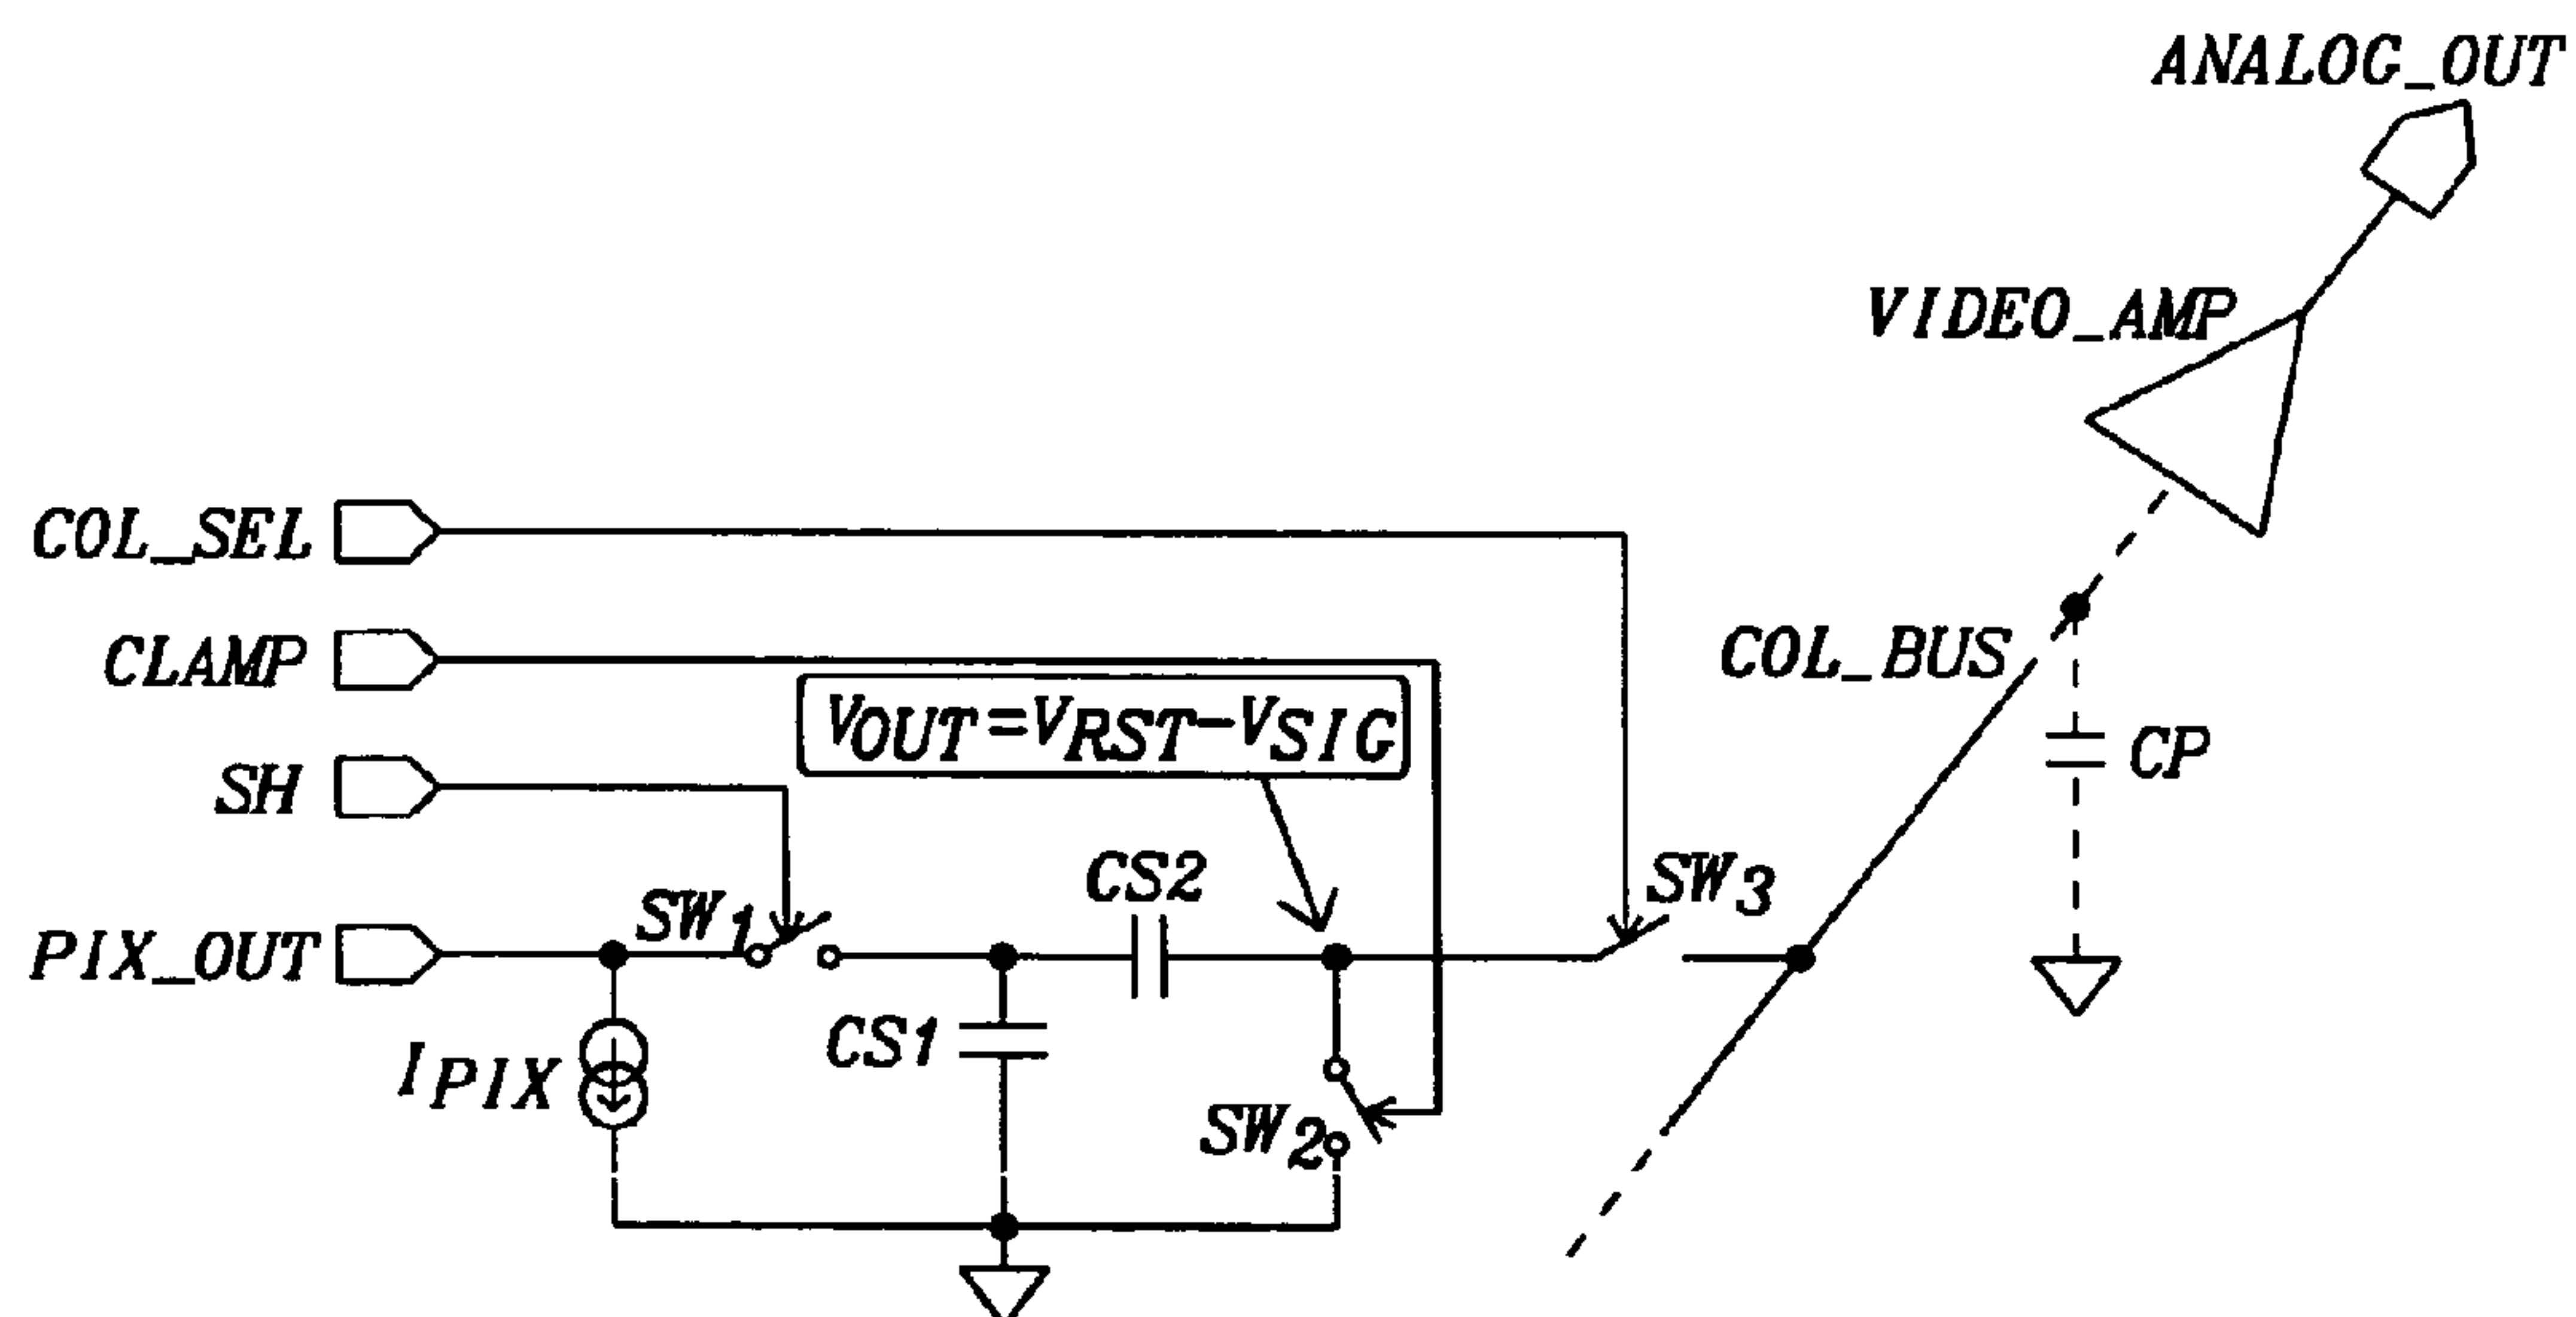 ANALOG_OUT
VIDEO_AMP
COL_SEL
CLAMP
COL_BUS
VOUT=VRST-VSIG
CP
SH
CS2
SW3
SW1
PIX_OUT
CS1
IPIX
SW2